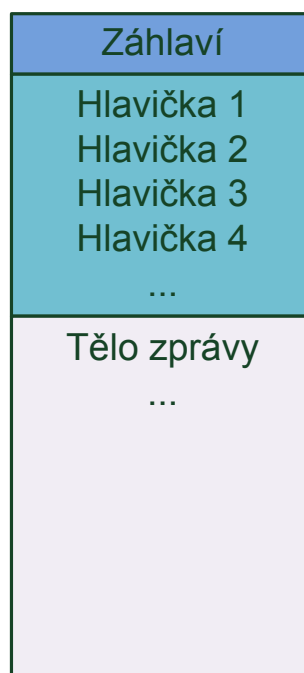 Záhlaví
Hlavička 1
Hlavička 2
Hlavička 3
Hlavička 4
...
Tělo zprávy
...